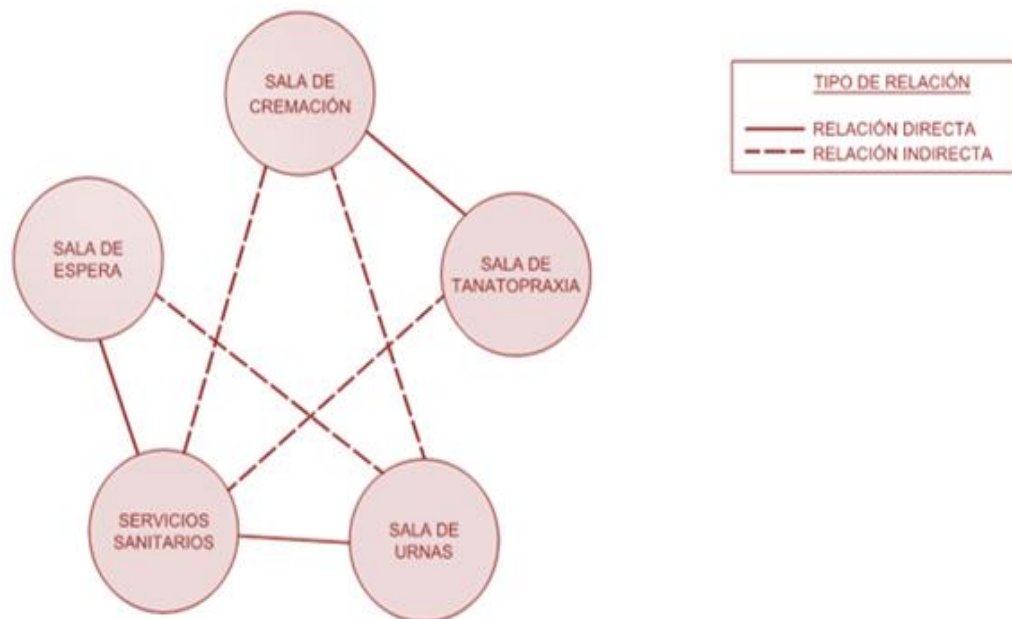 SALA DE
CREMACIÓN
TIPO DE RELACIÓN
RELACIÓN DIRECTA
RELACIÓN INDIRECTA
SALA DE
ESPERA
SALA DE
TANATOPRAXIA
SERVICIOS
SANITARIOS
SALA DE
URNAS